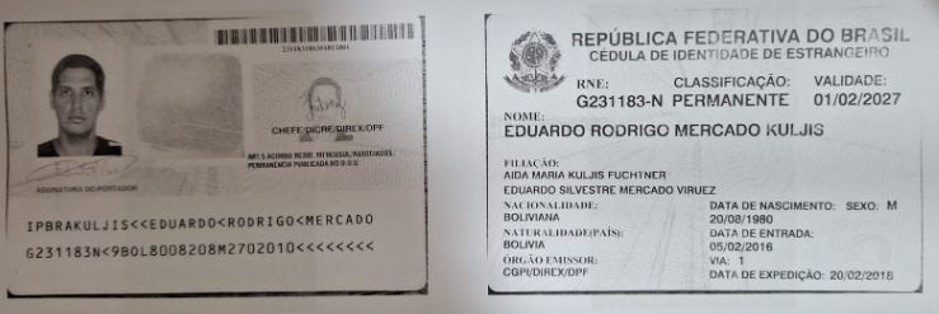 CHEFE/DICRE/DIREX/DPF
PERMANÊNCIA PUBLICADA NO D.O.U.
ASSINATURA DO PORTADOR
IPBRAKULJIS<<EDUARDO<RODRIGO<MERCADO
G231183N<9BOL8008208M2702010<<<<<<<<
REPÚBLICA FEDERATIVA DO BRASIL
CÉDULA DE IDENTIDADE DE ESTRANGEIRO
RNE: CLASSIFICAÇÃO: VALIDADE:
G231183-N PERMANENTE 01/02/2027
NOME:
EDUARDO RODRIGO MERCADO KULJIS
FILIAÇÃO:
AIDA MARIA KULJIS FUCHTNER
EDUARDO SILVESTRE MERCADO VIRUEZ
NACIONALIDADE: DATA DE NASCIMENTO: SEXO: M
BOLIVIANA 20/08/1980
NATURALIDADE(PAÍS): DATA DE ENTRADA:
BOLIVIA 05/02/2016
ÓRGÃO EMISSOR: VIA: 1
CGPI/DIREX/DPF DATA DE EXPEDIÇÃO: 20/02/2018